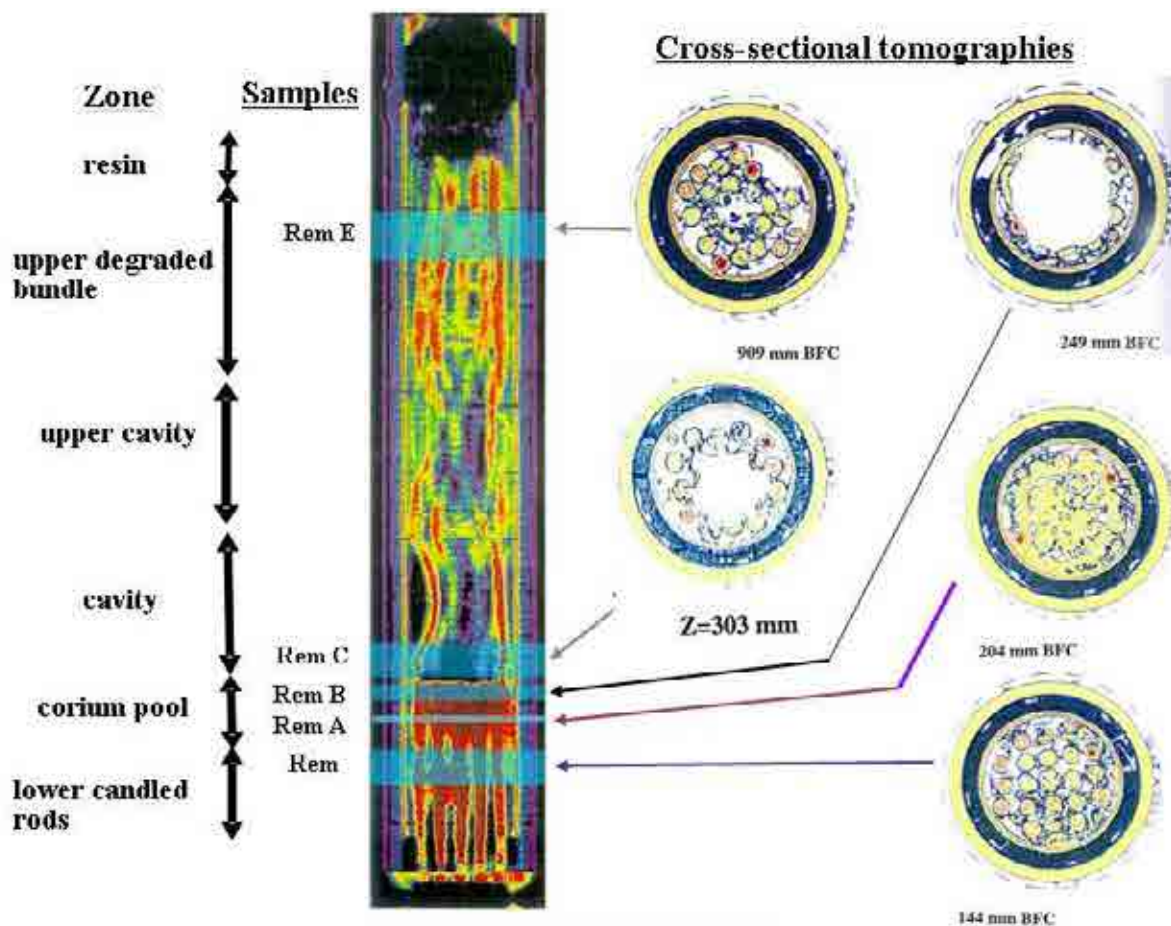 Cross-sectional tomographies
Zone
Samples
resin
Rem E
upper degraded
bundle
909 mm BFC
249 mm BFC
upper cavity
cavity
Z=303 mm
Rem C
204 mm BFC
Rem B
corium pool
Rem A
Rem
lower candled
rods
144 mm BFC